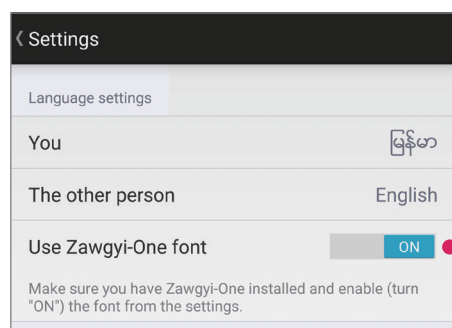 Settings
Language settings
You မြန်မာ
The other person English
Use Zawgyi-One font ON
Make sure you have Zawgyi-One installed and enable (turn
"ON") the font from the settings.